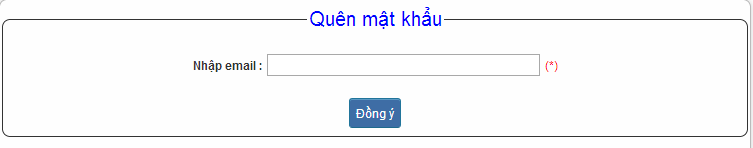 Quên mật khẩu
Nhập email : (*)
Đồng ý